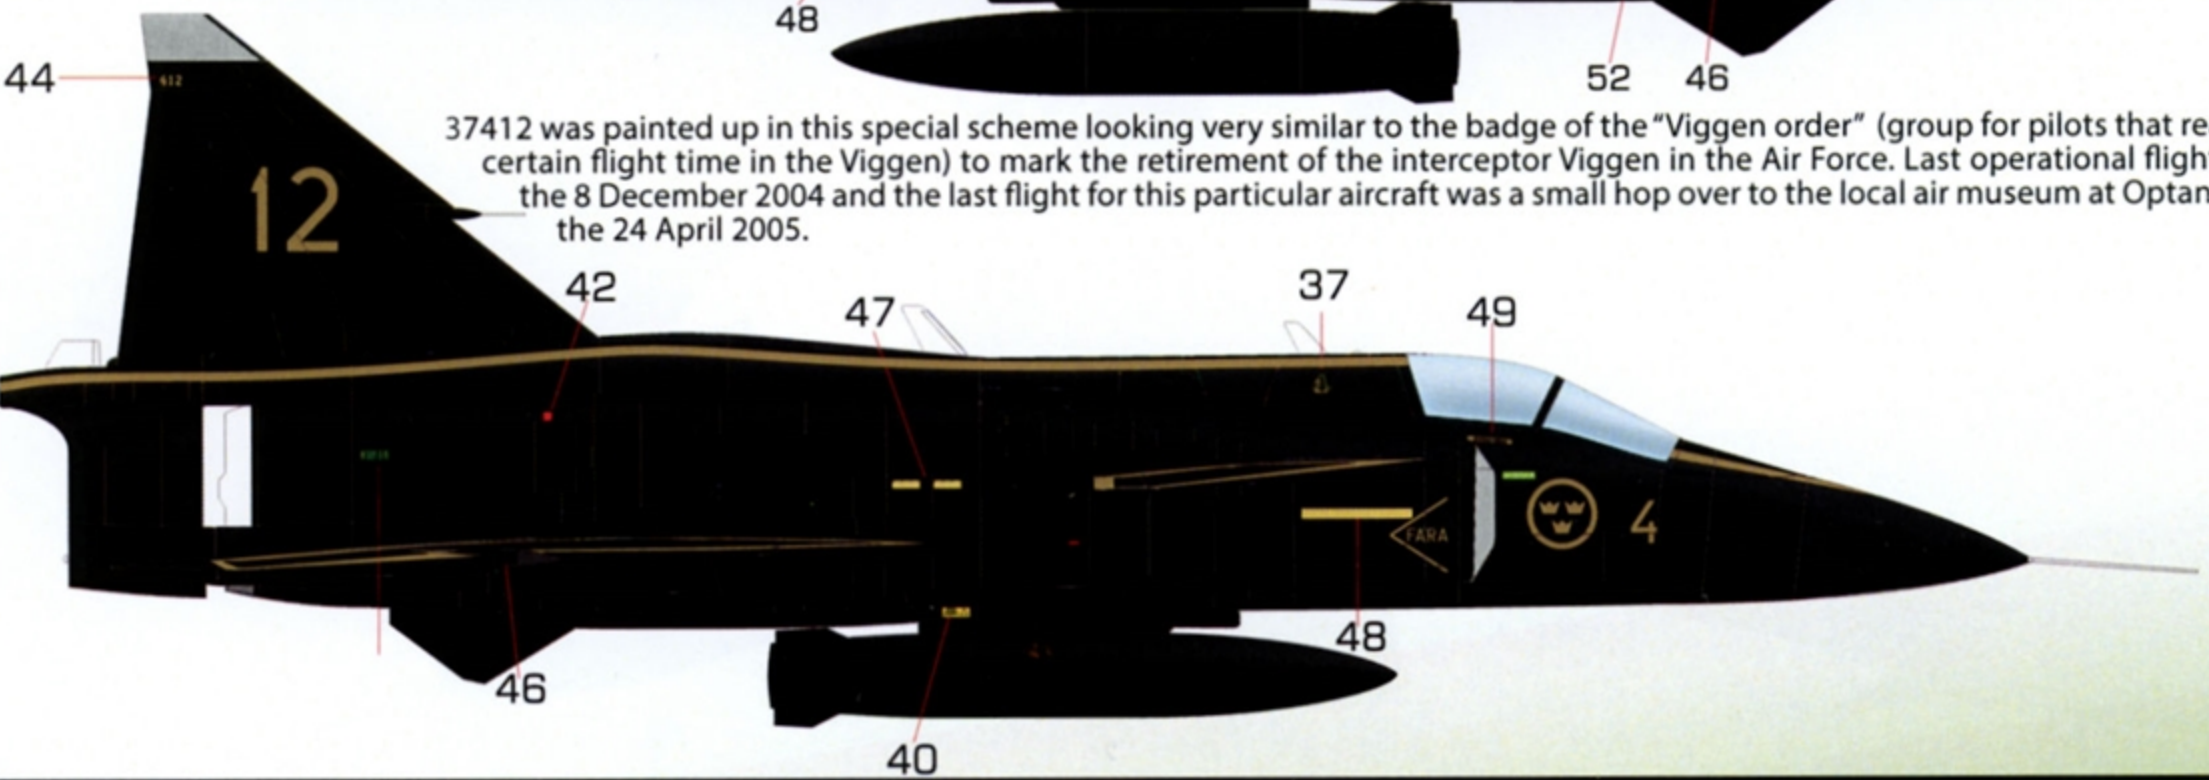 48
52 46
44
612
37412 was painted up in this special scheme looking very similar to the badge of the “Viggen order” (group for pilots that re
certain flight time in the Viggen) to mark the retirement of the interceptor Viggen in the Air Force. Last operational fligh
the 8 December 2004 and the last flight for this particular aircraft was a small hop over to the local air museum at Optan
the 24 April 2005.
12
42
47
37
49
FARA
4
48
46
40